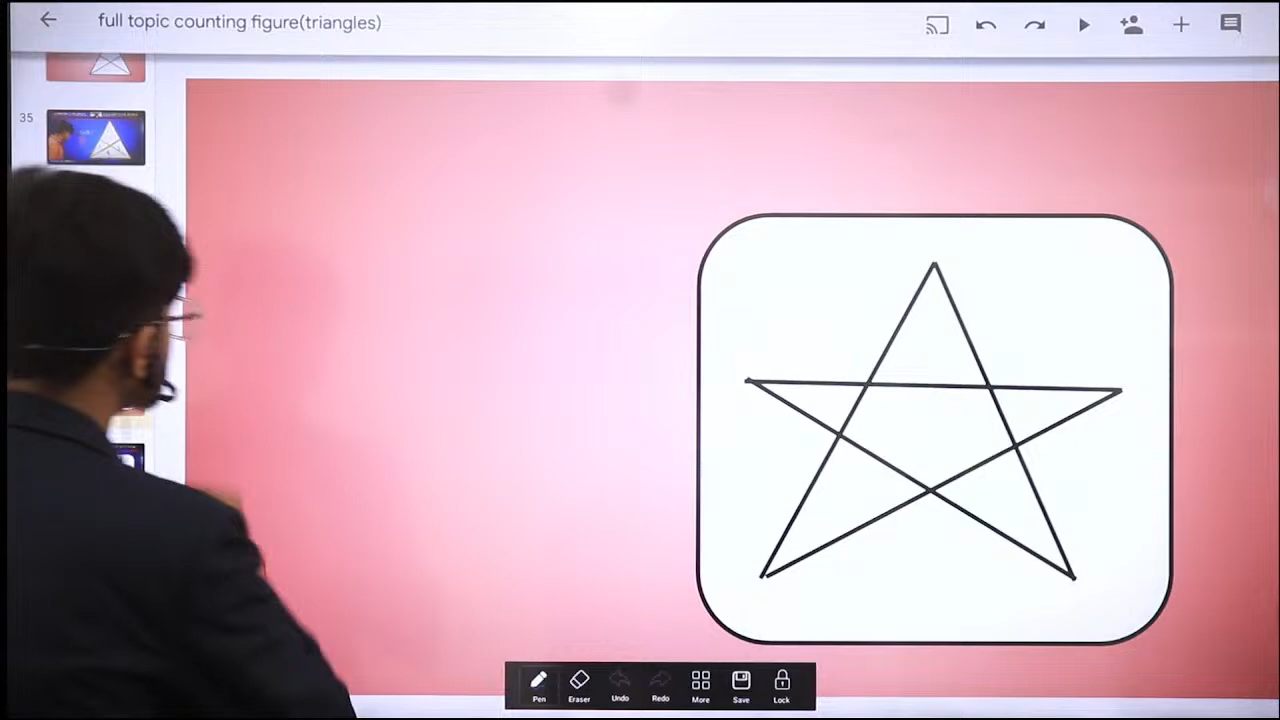 full topic counting figure(triangles)
35
Pen Eraser Undo Redo More Save Lock